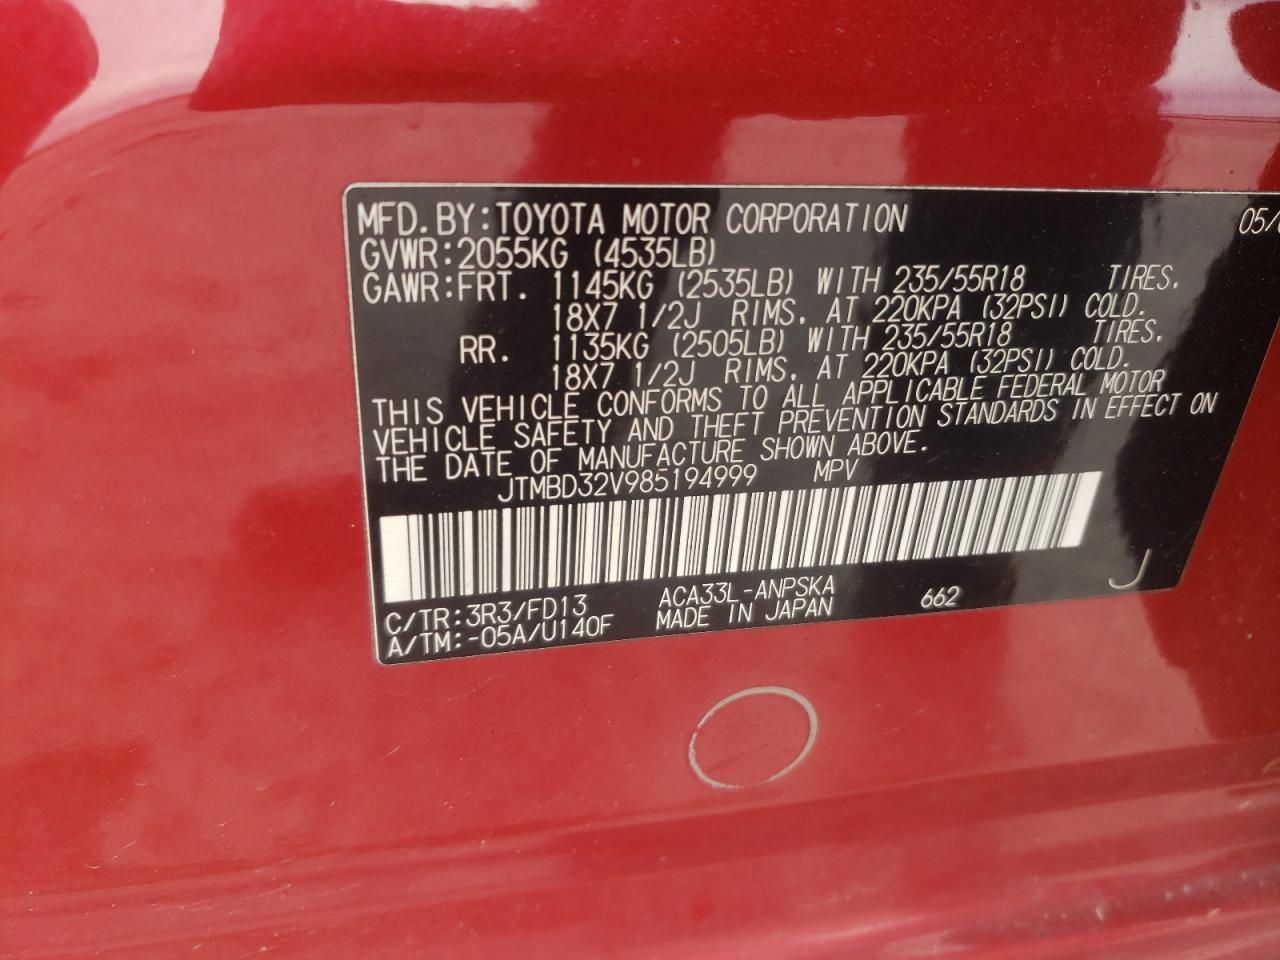 MFD.BY:TOYOTA MOTOR CORPORATION 05/
GVWR:2055KG (4535LB)
GAWR:FRT. 1145KG (2535LB) WITH 235/55R18 TIRES,
18X7 1/2J RIMS, AT 220KPA (32PSI) COLD.
RR. 1135KG (2505LB) WITH 235/55R18 TIRES,
18X7 1/2J RIMS, AT 220KPA (32PSI) COLD.
THIS VEHICLE CONFORMS TO ALL APPLICABLE FEDERAL MOTOR
VEHICLE SAFETY AND THEFT PREVENTION STANDARDS IN EFFECT ON
THE DATE OF MANUFACTURE SHOWN ABOVE.
JTMBD32V985194999 MPV
C/TR:3R3/FD13 ACA33L-ANPSKA 662 J
A/TM:-05A/U140F MADE IN JAPAN